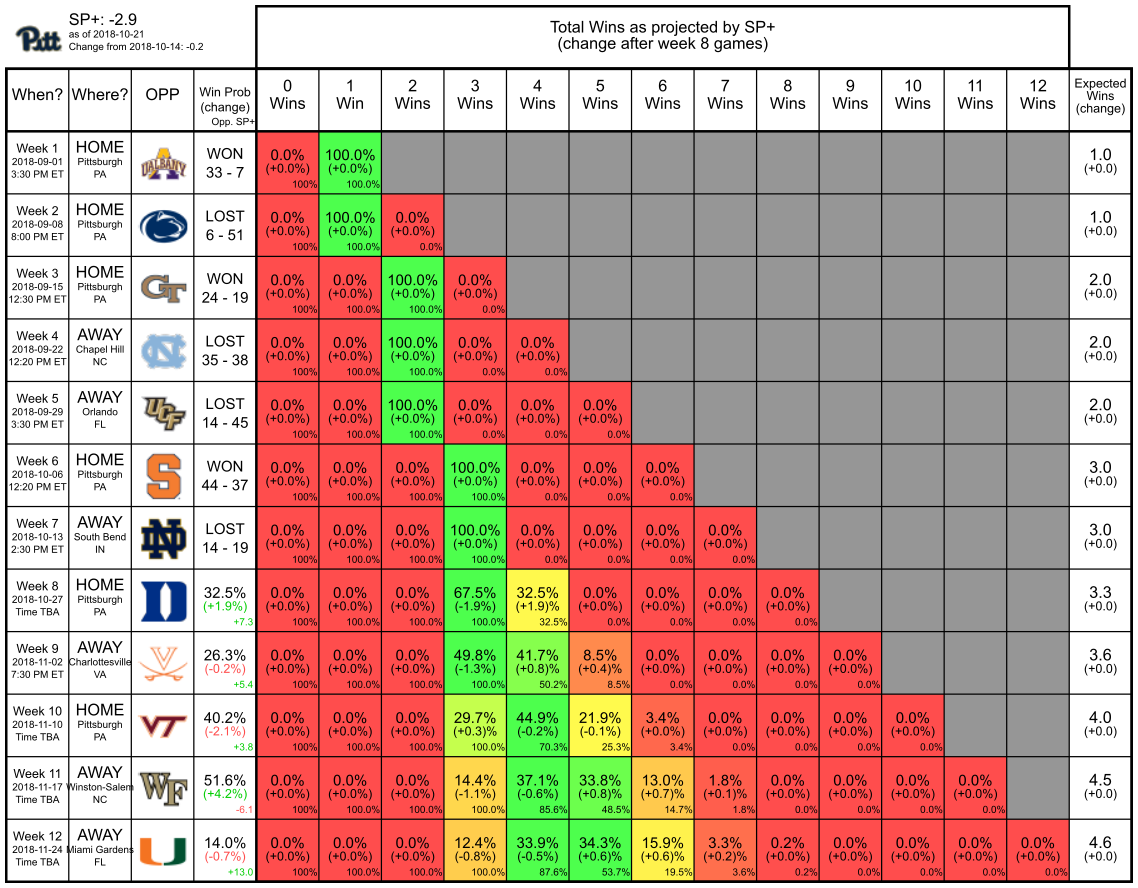 Pitt
SP+: -2.9
as of 2018-10-21
Change from 2018-10-14: -0.2
Total Wins as projected by SP+
(change after week 8 games)
When? Where? OPP Win Prob (change) Opp. SP+ 0 Wins 1 Win 2 Wins 3 Wins 4 Wins 5 Wins 6 Wins 7 Wins 8 Wins 9 Wins 10 Wins 11 Wins 12 Wins Expected Wins (change)
Week 1 HOME WON 0.0% 100.0% 1.0
2018-09-01 Pittsburgh UALBANY 33 - 7 (+0.0%) (+0.0%) (+0.0)
3:30 PM ET PA 100% 100.0%
Week 2 HOME LOST 0.0% 100.0% 0.0% 1.0
2018-09-08 Pittsburgh 6 - 51 (+0.0%) (+0.0%) (+0.0%) (+0.0)
8:00 PM ET PA 100% 100.0% 0.0%
Week 3 HOME WON 0.0% 0.0% 100.0% 0.0% 2.0
2018-09-15 Pittsburgh GT 24 - 19 (+0.0%) (+0.0%) (+0.0%) (+0.0%) (+0.0)
12:30 PM ET PA 100% 100.0% 100.0% 0.0%
Week 4 AWAY LOST 0.0% 0.0% 100.0% 0.0% 0.0% 2.0
2018-09-22 Chapel Hill NC 35 - 38 (+0.0%) (+0.0%) (+0.0%) (+0.0%) (+0.0%) (+0.0)
12:20 PM ET NC 100% 100.0% 100.0% 0.0% 0.0%
Week 5 AWAY LOST 0.0% 0.0% 100.0% 0.0% 0.0% 0.0% 2.0
2018-09-29 Orlando UCF 14 - 45 (+0.0%) (+0.0%) (+0.0%) (+0.0%) (+0.0%) (+0.0%) (+0.0)
3:30 PM ET FL 100% 100.0% 100.0% 0.0% 0.0% 0.0%
Week 6 HOME WON 0.0% 0.0% 0.0% 100.0% 0.0% 0.0% 0.0% 3.0
2018-10-06 Pittsburgh S 44 - 37 (+0.0%) (+0.0%) (+0.0%) (+0.0%) (+0.0%) (+0.0%) (+0.0%) (+0.0)
12:20 PM ET PA 100% 100.0% 100.0% 100.0% 0.0% 0.0% 0.0%
Week 7 AWAY LOST 0.0% 0.0% 0.0% 100.0% 0.0% 0.0% 0.0% 0.0% 3.0
2018-10-13 South Bend ND 14 - 19 (+0.0%) (+0.0%) (+0.0%) (+0.0%) (+0.0%) (+0.0%) (+0.0%) (+0.0%) (+0.0)
2:30 PM ET IN 100% 100.0% 100.0% 100.0% 0.0% 0.0% 0.0% 0.0%
Week 8 HOME 32.5% 0.0% 0.0% 0.0% 67.5% 32.5% 0.0% 0.0% 0.0% 0.0% 3.3
2018-10-27 Pittsburgh D (+1.9%) (+0.0%) (+0.0%) (+0.0%) (-1.9%) (+1.9)% (+0.0%) (+0.0%) (+0.0%) (+0.0%) (+0.0)
Time TBA PA +7.3 100% 100.0% 100.0% 100.0% 32.5% 0.0% 0.0% 0.0% 0.0%
Week 9 AWAY 26.3% 0.0% 0.0% 0.0% 49.8% 41.7% 8.5% 0.0% 0.0% 0.0% 0.0% 3.6
2018-11-02 Charlottesville V (-0.2%) (+0.0%) (+0.0%) (+0.0%) (-1.3%) (+0.8)% (+0.4)% (+0.0%) (+0.0%) (+0.0%) (+0.0%) (+0.0)
7:30 PM ET VA +5.4 100% 100.0% 100.0% 100.0% 50.2% 8.5% 0.0% 0.0% 0.0% 0.0%
Week 10 HOME 40.2% 0.0% 0.0% 0.0% 29.7% 44.9% 21.9% 3.4% 0.0% 0.0% 0.0% 0.0% 4.0
2018-11-10 Pittsburgh VT (-2.1%) (+0.0%) (+0.0%) (+0.0%) (+0.3)% (-0.2%) (-0.1%) (+0.0%) (+0.0%) (+0.0%) (+0.0%) (+0.0%) (+0.0)
Time TBA PA +3.8 100% 100.0% 100.0% 100.0% 70.3% 25.3% 3.4% 0.0% 0.0% 0.0% 0.0%
Week 11 AWAY 51.6% 0.0% 0.0% 0.0% 14.4% 37.1% 33.8% 13.0% 1.8% 0.0% 0.0% 0.0% 0.0% 4.5
2018-11-17 Winston-Salem WF (+4.2%) (+0.0%) (+0.0%) (+0.0%) (-1.1%) (-0.6%) (+0.8)% (+0.7)% (+0.1)% (+0.0%) (+0.0%) (+0.0%) (+0.0%) (+0.0)
Time TBA NC -6.1 100% 100.0% 100.0% 100.0% 85.6% 48.5% 14.7% 1.8% 0.0% 0.0% 0.0% 0.0%
Week 12 AWAY 14.0% 0.0% 0.0% 0.0% 12.4% 33.9% 34.3% 15.9% 3.3% 0.2% 0.0% 0.0% 0.0% 0.0% 4.6
2018-11-24 Miami Gardens U (-0.7%) (+0.0%) (+0.0%) (+0.0%) (-0.8%) (-0.5%) (+0.6)% (+0.6)% (+0.2)% (+0.0%) (+0.0%) (+0.0%) (+0.0%) (+0.0%) (+0.0)
Time TBA FL +13.0 100% 100.0% 100.0% 100.0% 87.6% 53.7% 19.5% 3.6% 0.2% 0.0% 0.0% 0.0% 0.0%